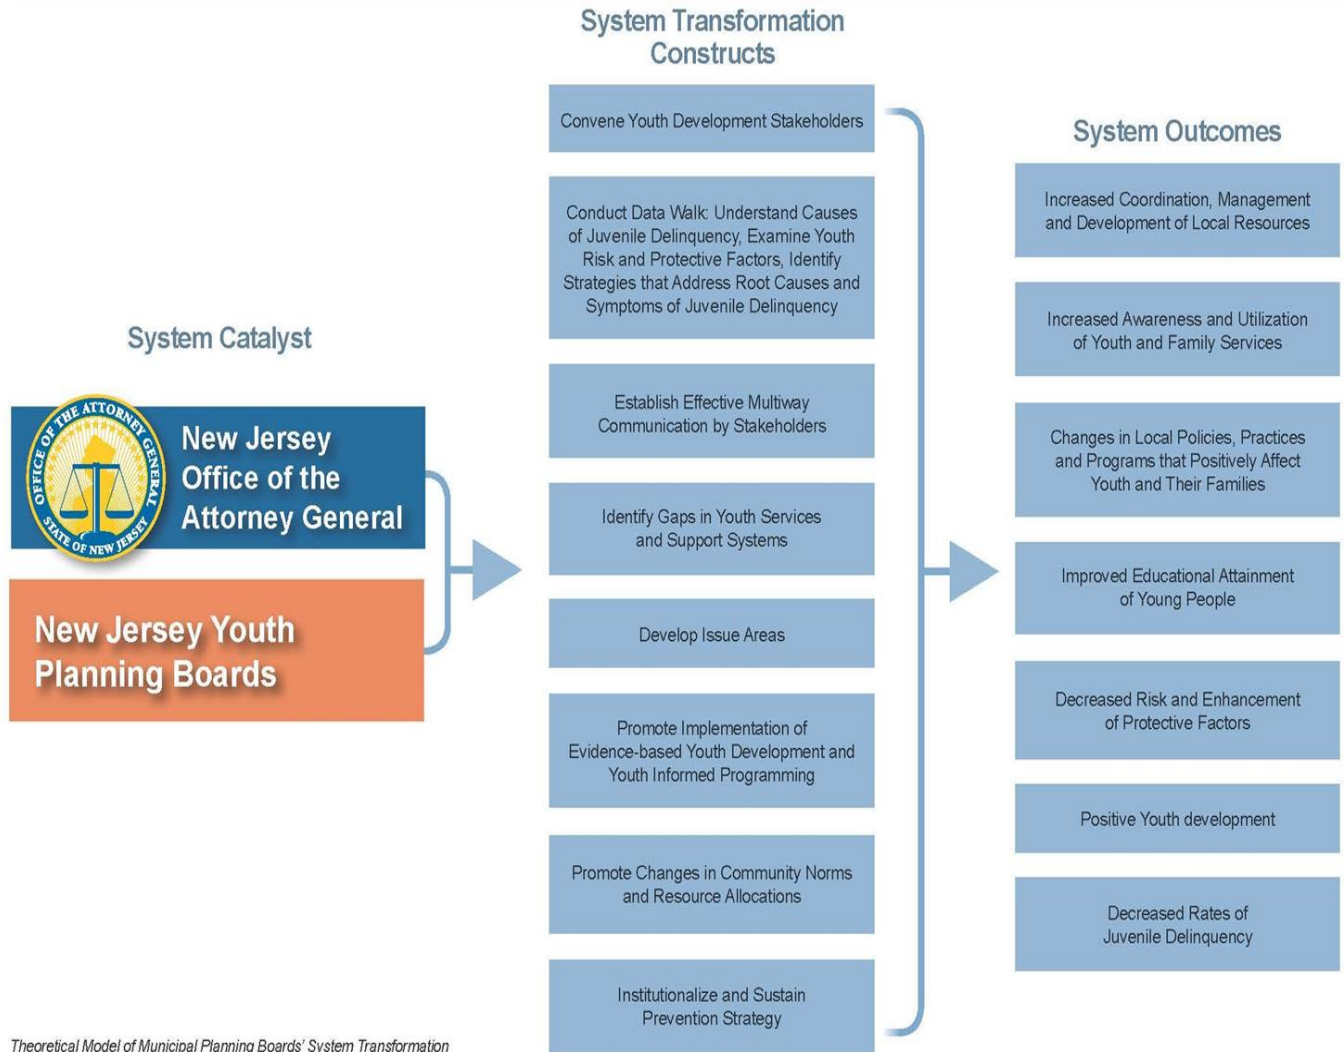 System Transformation
Constructs
Convene Youth Development Stakeholders
Conduct Data Walk: Understand Causes
of Juvenile Delinquency, Examine Youth
Risk and Protective Factors, Identify
Strategies that Address Root Causes and
Symptoms of Juvenile Delinquency
Establish Effective Multiway
Communication by Stakeholders
Identify Gaps in Youth Services
and Support Systems
Develop Issue Areas
Promote Implementation of
Evidence-based Youth Development and
Youth Informed Programming
Promote Changes in Community Norms
and Resource Allocations
Institutionalize and Sustain
Prevention Strategy
System Outcomes
Increased Coordination, Management
and Development of Local Resources
Increased Awareness and Utilization
of Youth and Family Services
Changes in Local Policies, Practices
and Programs that Positively Affect
Youth and Their Families
Improved Educational Attainment
of Young People
Decreased Risk and Enhancement
of Protective Factors
Positive Youth development
Decreased Rates of
Juvenile Delinquency
System Catalyst
OFFICE OF THE ATTORNEY GENERAL
STATE OF NEW JERSEY
New Jersey
Office of the
Attorney General
New Jersey Youth
Planning Boards
Theoretical Model of Municipal Planning Boards' System Transformation